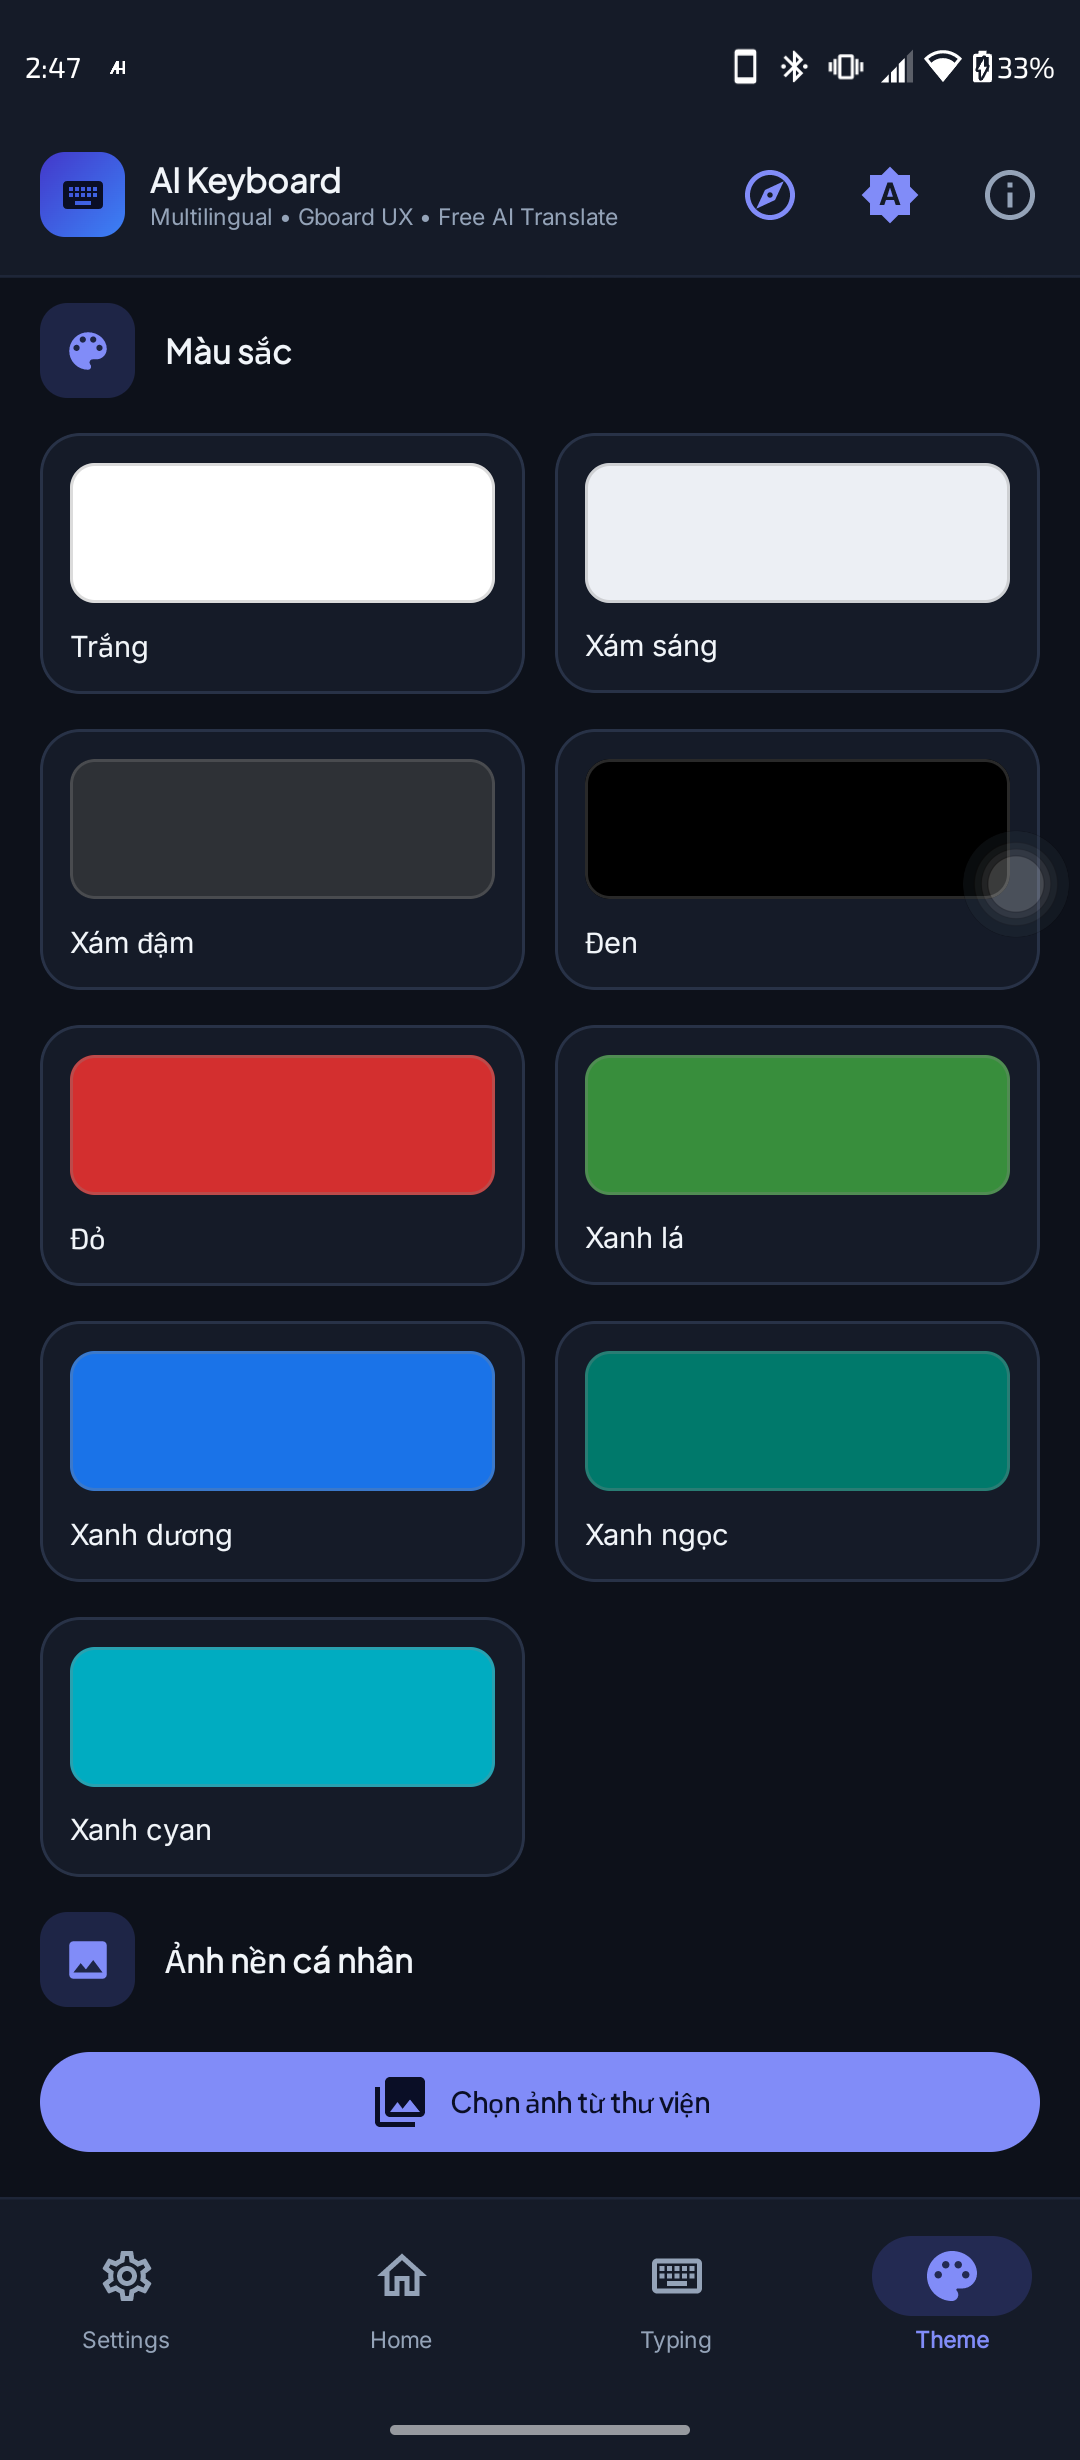 2:47
33%
AI Keyboard
Multilingual • Gboard UX • Free AI Translate
A
Màu sắc
Trắng
Xám sáng
Xám đậm
Đen
Đỏ
Xanh lá
Xanh dương
Xanh ngọc
Xanh cyan
Ảnh nền cá nhân
Chọn ảnh từ thư viện
Settings
Home
Typing
Theme